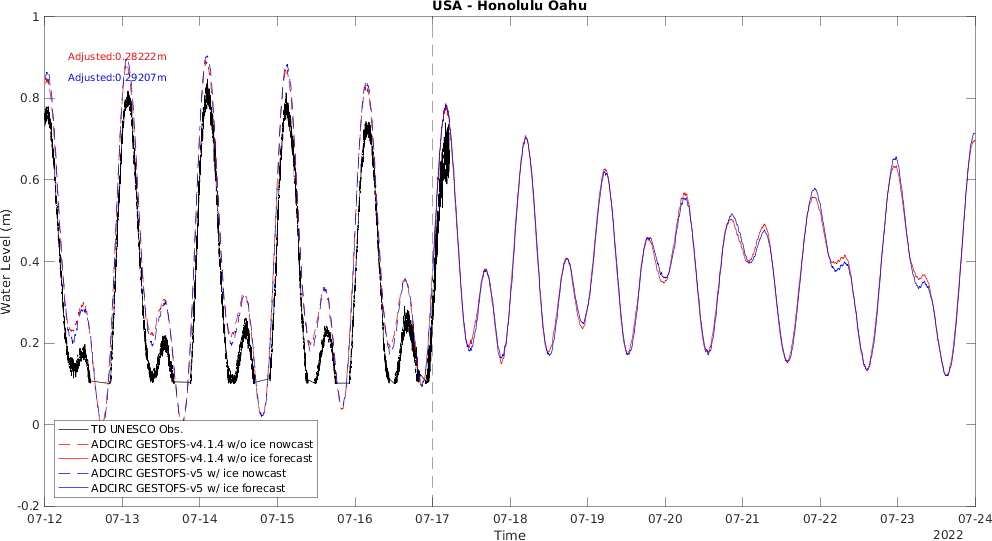 USA - Honolulu Oahu
1
0.8
0.6
0.4
0.2
0
-0.2
Water Level (m)
Adjusted:0.28222m
Adjusted:0.29207m
TD UNESCO Obs.
ADCIRC GESTOFS-v4.1.4 w/o ice nowcast
ADCIRC GESTOFS-v4.1.4 w/o ice forecast
ADCIRC GESTOFS-v5 w/ ice nowcast
ADCIRC GESTOFS-v5 w/ ice forecast
07-12 07-13 07-14 07-15 07-16 07-17 07-18 07-19 07-20 07-21 07-22 07-23 07-24
Time
2022